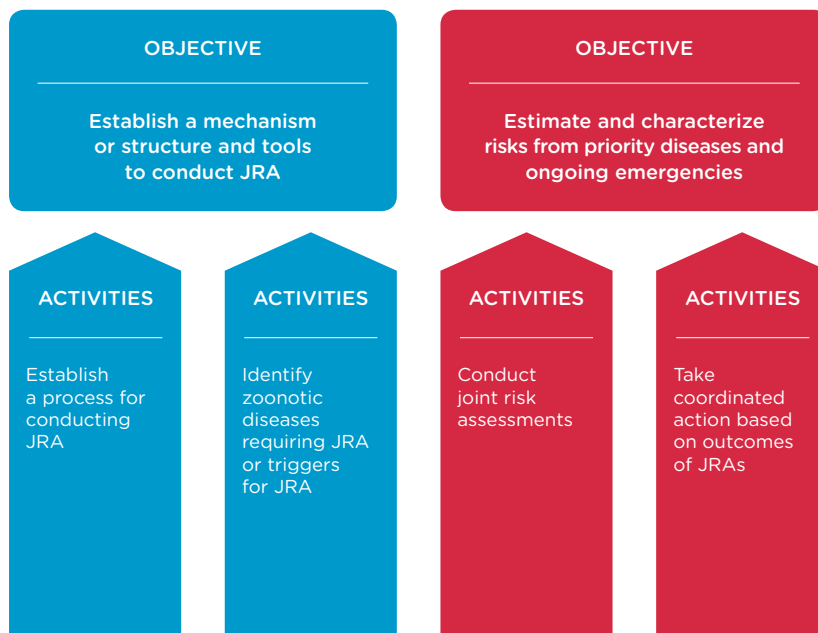 OBJECTIVE
Establish a mechanism
or structure and tools
to conduct JRA
OBJECTIVE
Estimate and characterize
risks from priority diseases and
ongoing emergencies
ACTIVITIES
Establish
a process for
conducting
JRA
ACTIVITIES
Identify
zoonotic
diseases
requiring JRA
or triggers
for JRA
ACTIVITIES
Conduct
joint risk
assessments
ACTIVITIES
Take
coordinated
action based
on outcomes
of JRAs